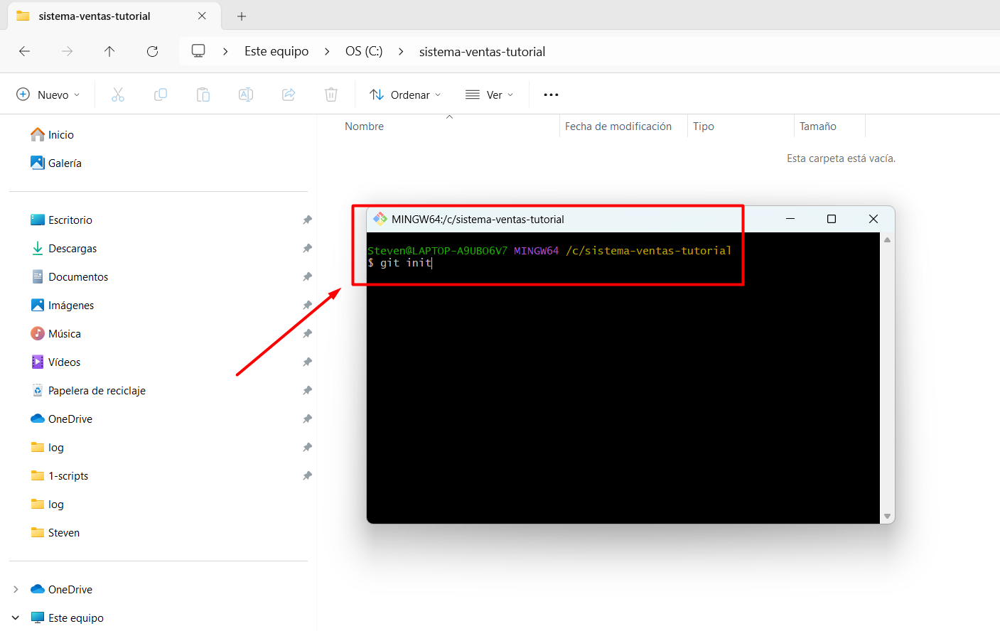 sistema-ventas-tutorial
Este equipo > OS (C:) > sistema-ventas-tutorial
Nuevo Ordenar Ver
Nombre Fecha de modificación Tipo Tamaño
Esta carpeta está vacía.
Inicio
Galería
Escritorio
Descargas
Documentos
Imágenes
Música
Vídeos
Papelera de reciclaje
OneDrive
log
1-scripts
log
Steven
OneDrive
Este equipo
MINGW64:/c/sistema-ventas-tutorial
Steven@LAPTOP-A9UBO6V7 MINGW64 /c/sistema-ventas-tutorial
$ git init